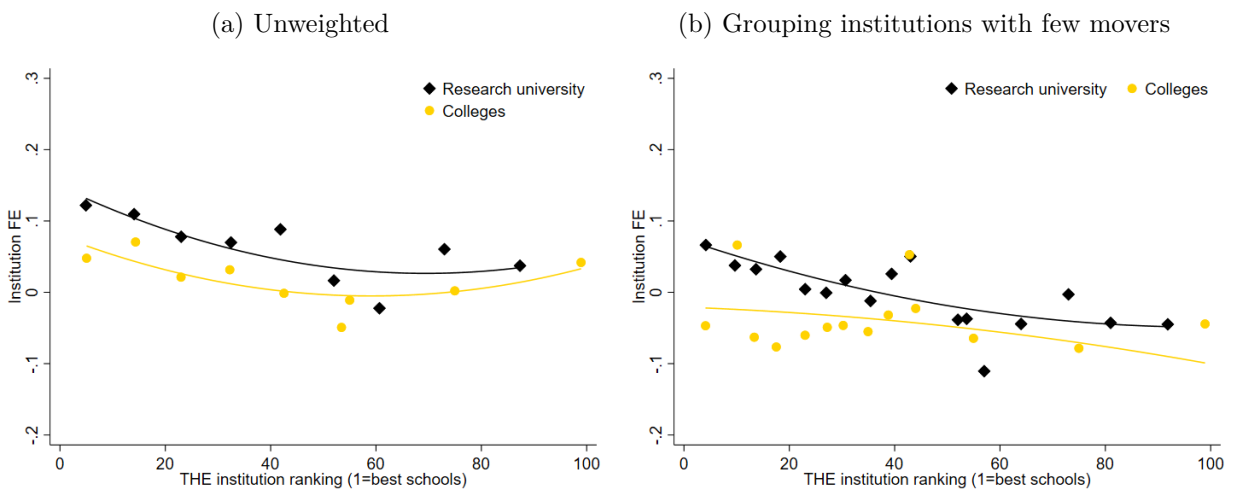 (a) Unweighted
.3
.2
.1
0
-.1
-.2
Institution FE
Research university
Colleges
0 20 40 60 80 100
THE institution ranking (1=best schools)
(b) Grouping institutions with few movers
.3
.2
.1
0
-.1
-.2
Institution FE
Research university Colleges
0 20 40 60 80 100
THE institution ranking (1=best schools)